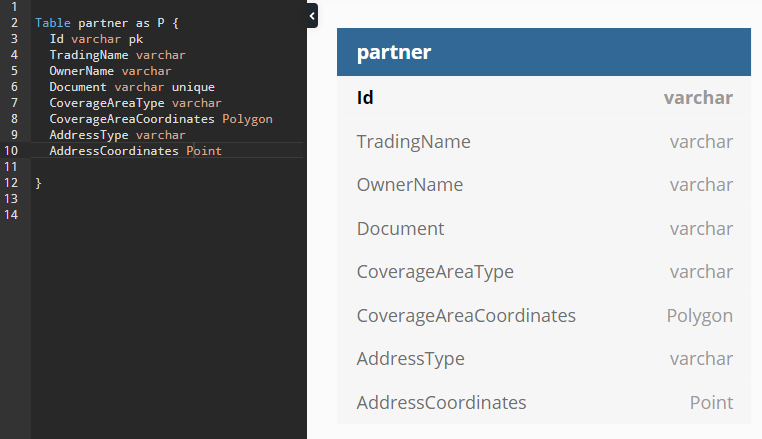 1
2 Table partner as P {
3 Id varchar pk
4 TradingName varchar
5 OwnerName varchar
6 Document varchar unique
7 CoverageAreaType varchar
8 CoverageAreaCoordinates Polygon
9 AddressType varchar
10 AddressCoordinates Point
11
12 }
13
14
partner
Id varchar
TradingName varchar
OwnerName varchar
Document varchar
CoverageAreaType varchar
CoverageAreaCoordinates Polygon
AddressType varchar
AddressCoordinates Point